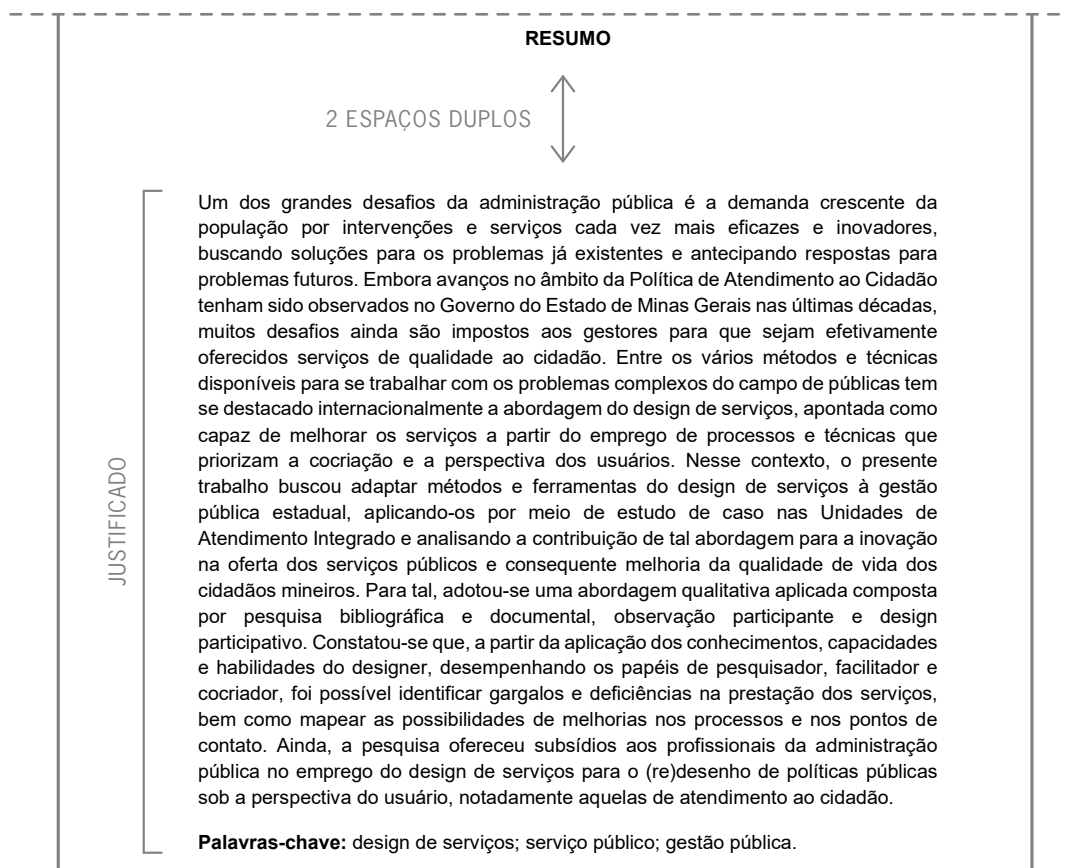 RESUMO
2 ESPAÇOS DUPLOS
Um dos grandes desafios da administração pública é a demanda crescente da
população por intervenções e serviços cada vez mais eficazes e inovadores,
buscando soluções para os problemas já existentes e antecipando respostas para
problemas futuros. Embora avanços no âmbito da Política de Atendimento ao Cidadão
tenham sido observados no Governo do Estado de Minas Gerais nas últimas décadas,
muitos desafios ainda são impostos aos gestores para que sejam efetivamente
oferecidos serviços de qualidade ao cidadão. Entre os vários métodos e técnicas
disponíveis para se trabalhar com os problemas complexos do campo de públicas tem
se destacado internacionalmente a abordagem do design de serviços, apontada como
capaz de melhorar os serviços a partir do emprego de processos e técnicas que
priorizam a cocriação e a perspectiva dos usuários. Nesse contexto, o presente
trabalho buscou adaptar métodos e ferramentas do design de serviços à gestão
pública estadual, aplicando-os por meio de estudo de caso nas Unidades de
Atendimento Integrado e analisando a contribuição de tal abordagem para a inovação
na oferta dos serviços públicos e consequente melhoria da qualidade de vida dos
cidadãos mineiros. Para tal, adotou-se uma abordagem qualitativa aplicada composta
por pesquisa bibliográfica e documental, observação participante e design
participativo. Constatou-se que, a partir da aplicação dos conhecimentos, capacidades
e habilidades do designer, desempenhando os papéis de pesquisador, facilitador e
cocriador, foi possível identificar gargalos e deficiências na prestação dos serviços,
bem como mapear as possibilidades de melhorias nos processos e nos pontos de
contato. Ainda, a pesquisa ofereceu subsídios aos profissionais da administração
pública no emprego do design de serviços para o (re)desenho de políticas públicas
sob a perspectiva do usuário, notadamente aquelas de atendimento ao cidadão.
Palavras-chave: design de serviços; serviço público; gestão pública.
JUSTIFICADO